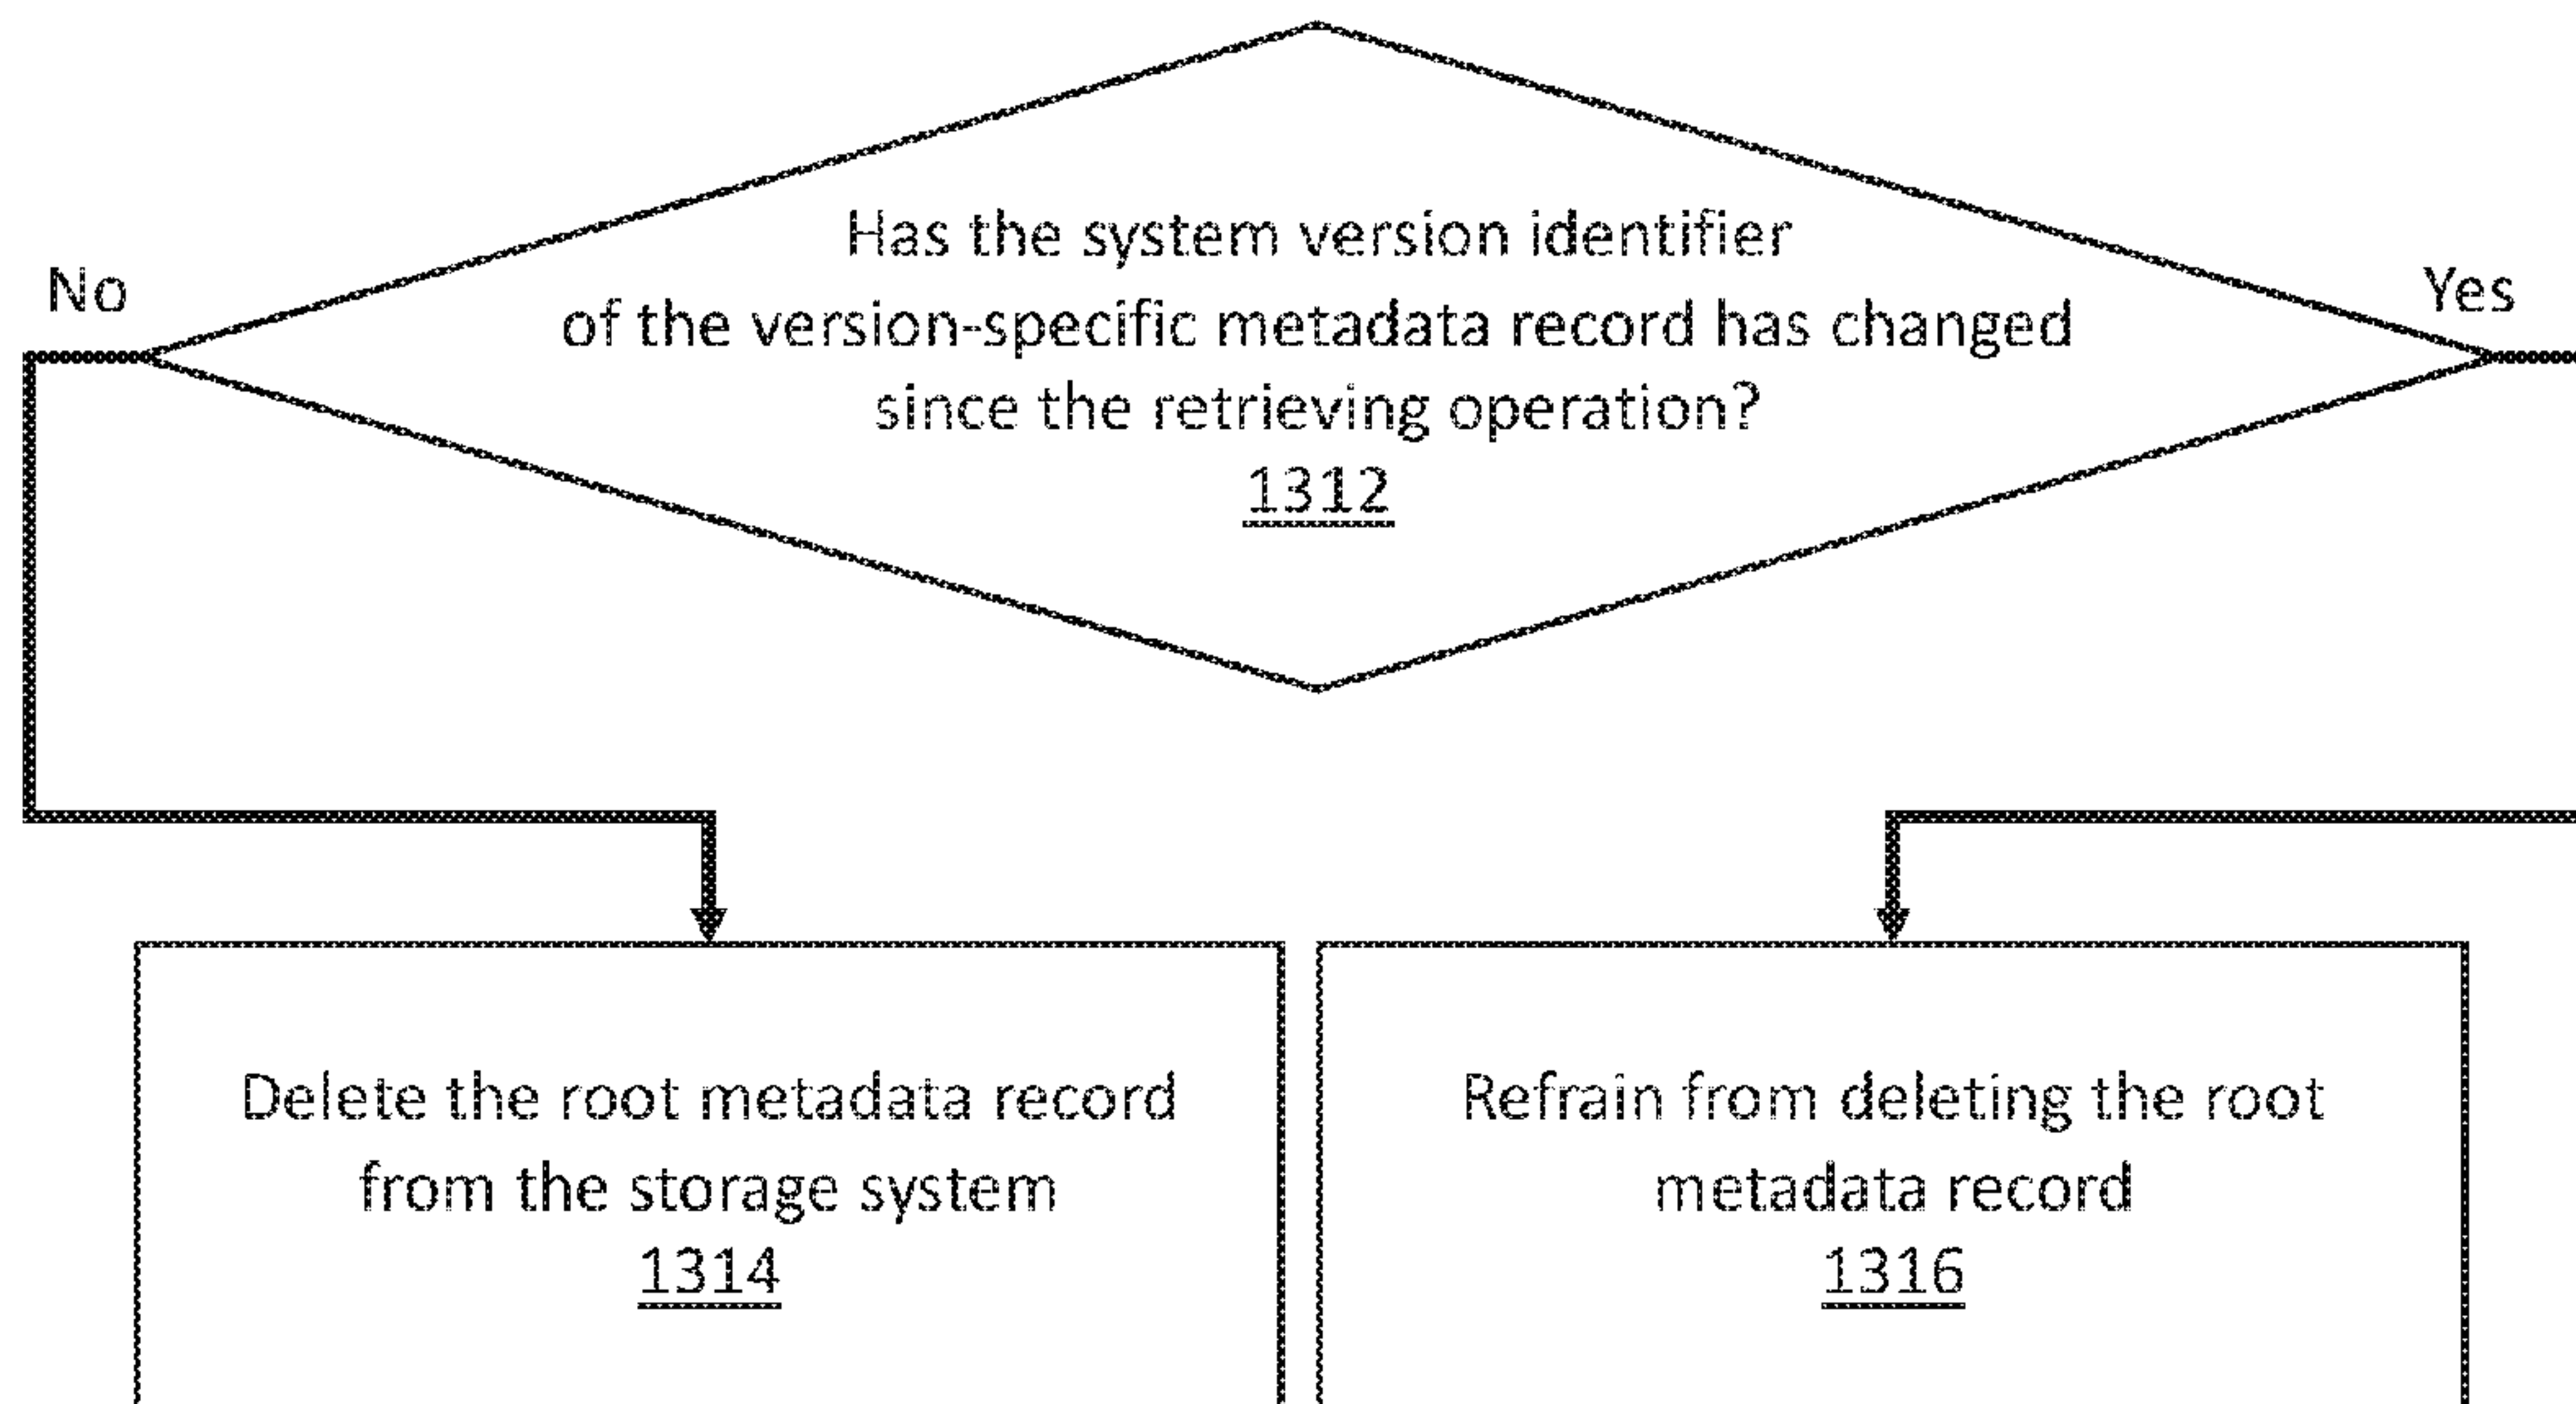 Has the system version identifier
No
Yes
of the version-specific metadata record has changed
since the retrieving operation?
1312
Delete the root metadata record
from the storage system
1314
Refrain from deleting the root
metadata record
1316